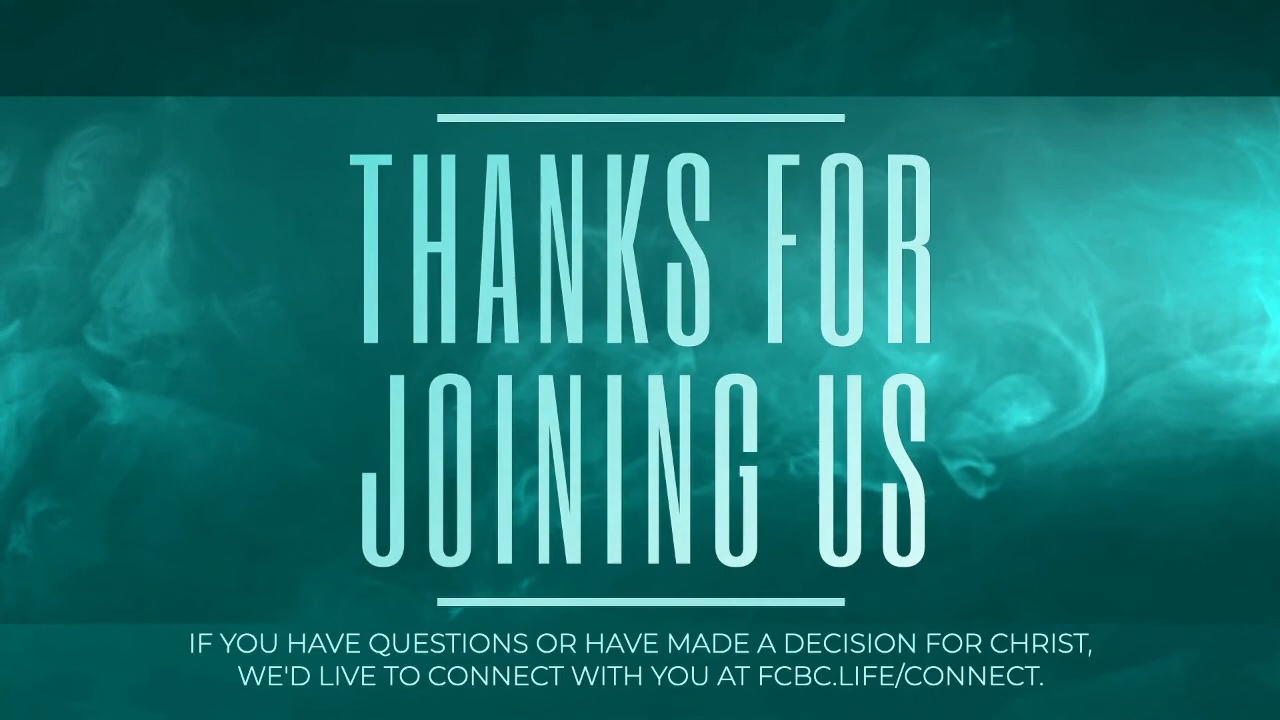 THANKS FOR
JOINING US
IF YOU HAVE QUESTIONS OR HAVE MADE A DECISION FOR CHRIST,
WE'D LIVE TO CONNECT WITH YOU AT FCBC.LIFE/CONNECT.